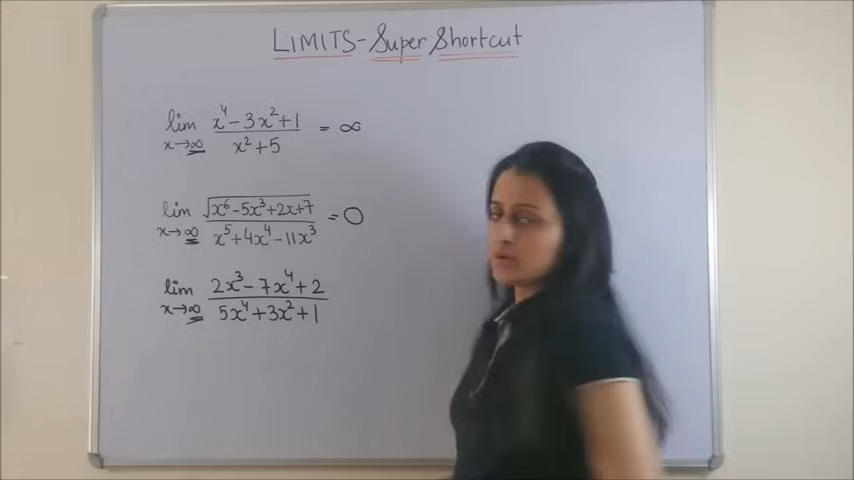 LIMITS - Super Shortcut
lim x→∞ (x⁴ - 3x² + 1)/(x² + 5) = ∞
lim x→∞ √(x⁶ - 5x³ + 2x + 7)/(x⁵ + 4x⁴ - 11x³) = 0
lim x→∞ (2x³ - 7x⁴ + 2)/(5x⁴ + 3x² + 1)